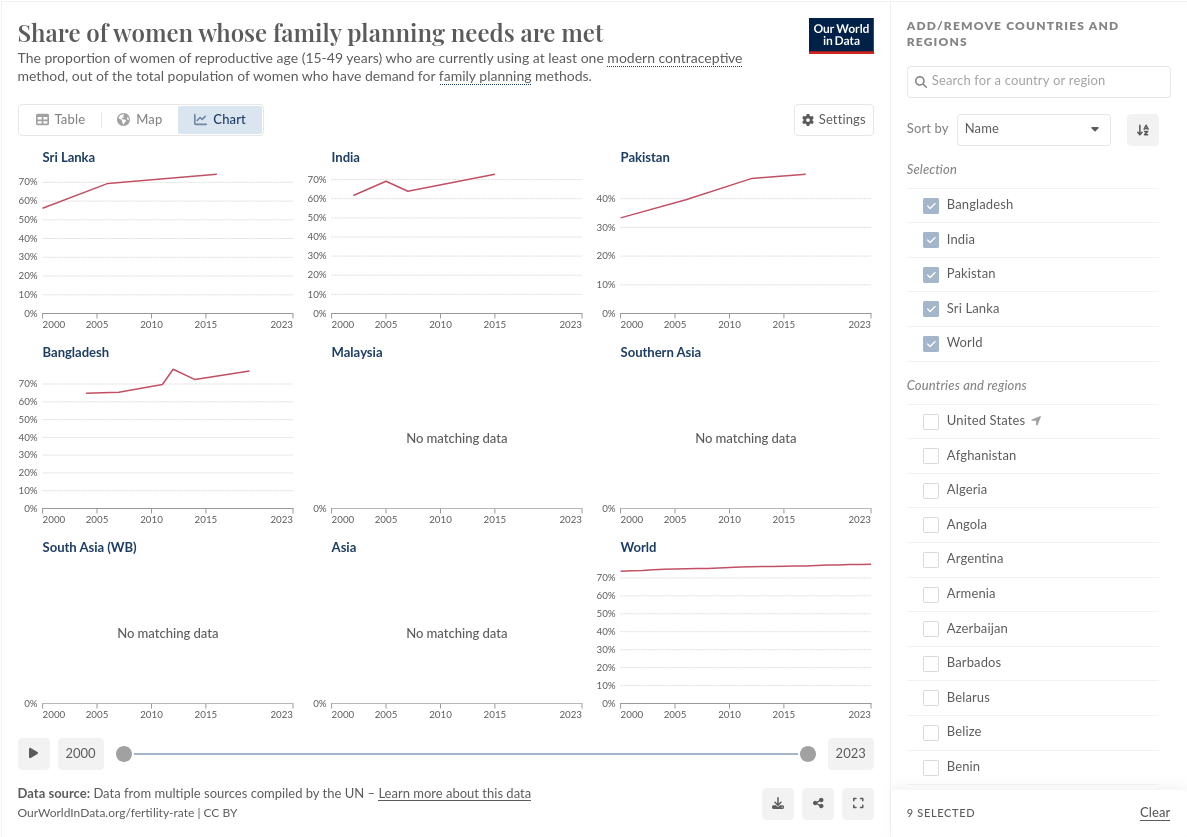 Share of women whose family planning needs are met
The proportion of women of reproductive age (15-49 years) who are currently using at least one modern contraceptive
method, out of the total population of women who have demand for family planning methods.
Our World
in Data
Table Map Chart
Settings
Sri Lanka
70%
60%
50%
40%
30%
20%
10%
0%
2000 2005 2010 2015 2023
India
70%
60%
50%
40%
30%
20%
10%
0%
2000 2005 2010 2015 2023
Pakistan
40%
30%
20%
10%
0%
2000 2005 2010 2015 2023
Bangladesh
70%
60%
50%
40%
30%
20%
10%
0%
2000 2005 2010 2015 2023
Malaysia
No matching data
0%
2000 2005 2010 2015 2023
Southern Asia
No matching data
0%
2000 2005 2010 2015 2023
South Asia (WB)
No matching data
0%
2000 2005 2010 2015 2023
Asia
No matching data
0%
2000 2005 2010 2015 2023
World
70%
60%
50%
40%
30%
20%
10%
0%
2000 2005 2010 2015 2023
2000
2023
Data source: Data from multiple sources compiled by the UN – Learn more about this data
OurWorldInData.org/fertility-rate | CC BY
ADD/REMOVE COUNTRIES AND
REGIONS
Search for a country or region
Sort by Name
Selection
Bangladesh
India
Pakistan
Sri Lanka
World
Countries and regions
United States
Afghanistan
Algeria
Angola
Argentina
Armenia
Azerbaijan
Barbados
Belarus
Belize
Benin
9 SELECTED
Clear